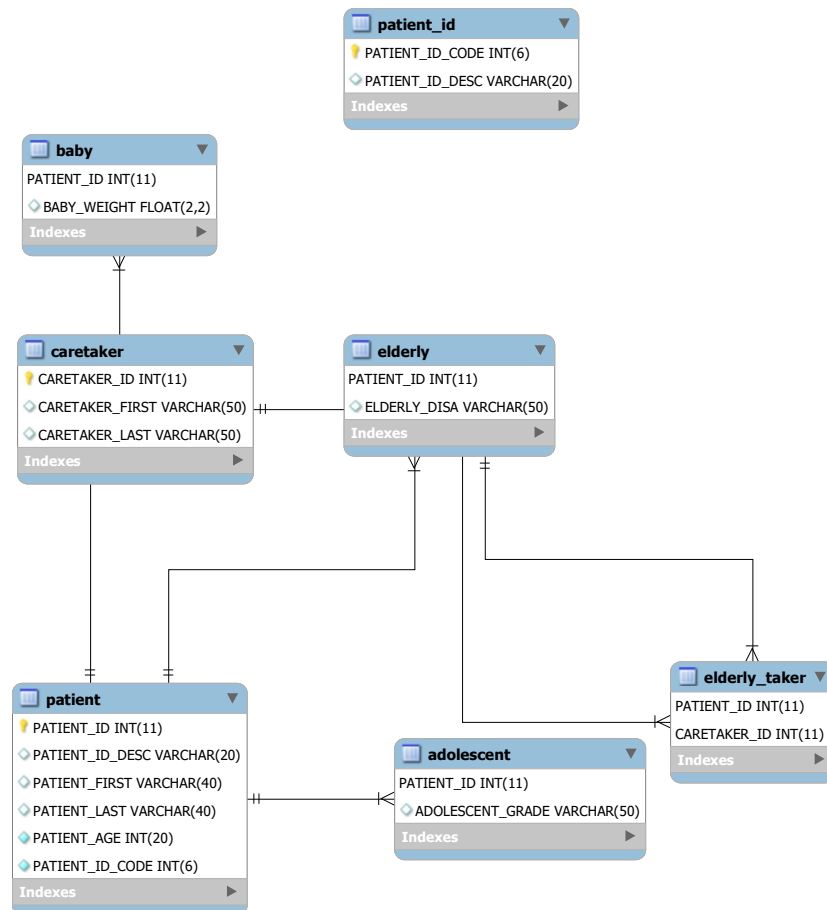 patient_id
PATIENT_ID_CODE INT(6)
PATIENT_ID_DESC VARCHAR(20)
Indexes
baby
PATIENT_ID INT(11)
BABY_WEIGHT FLOAT(2,2)
Indexes
caretaker
CARETAKER_ID INT(11)
CARETAKER_FIRST VARCHAR(50)
CARETAKER_LAST VARCHAR(50)
Indexes
elderly
PATIENT_ID INT(11)
ELDERLY_DISA VARCHAR(50)
Indexes
elderly_taker
PATIENT_ID INT(11)
CARETAKER_ID INT(11)
Indexes
patient
PATIENT_ID INT(11)
PATIENT_ID_DESC VARCHAR(20)
PATIENT_FIRST VARCHAR(40)
PATIENT_LAST VARCHAR(40)
PATIENT_AGE INT(20)
PATIENT_ID_CODE INT(6)
Indexes
adolescent
PATIENT_ID INT(11)
ADOLESCENT_GRADE VARCHAR(50)
Indexes